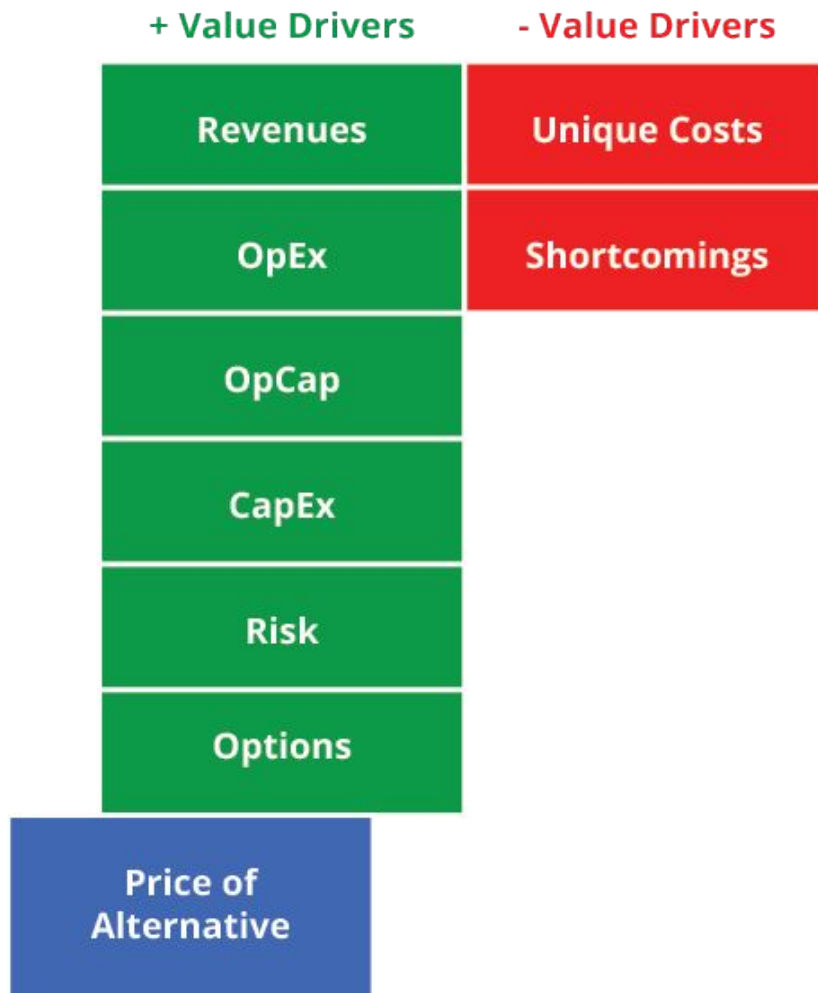 + Value Drivers
- Value Drivers
Revenues
Unique Costs
OpEx
Shortcomings
OpCap
CapEx
Risk
Options
Price of
Alternative